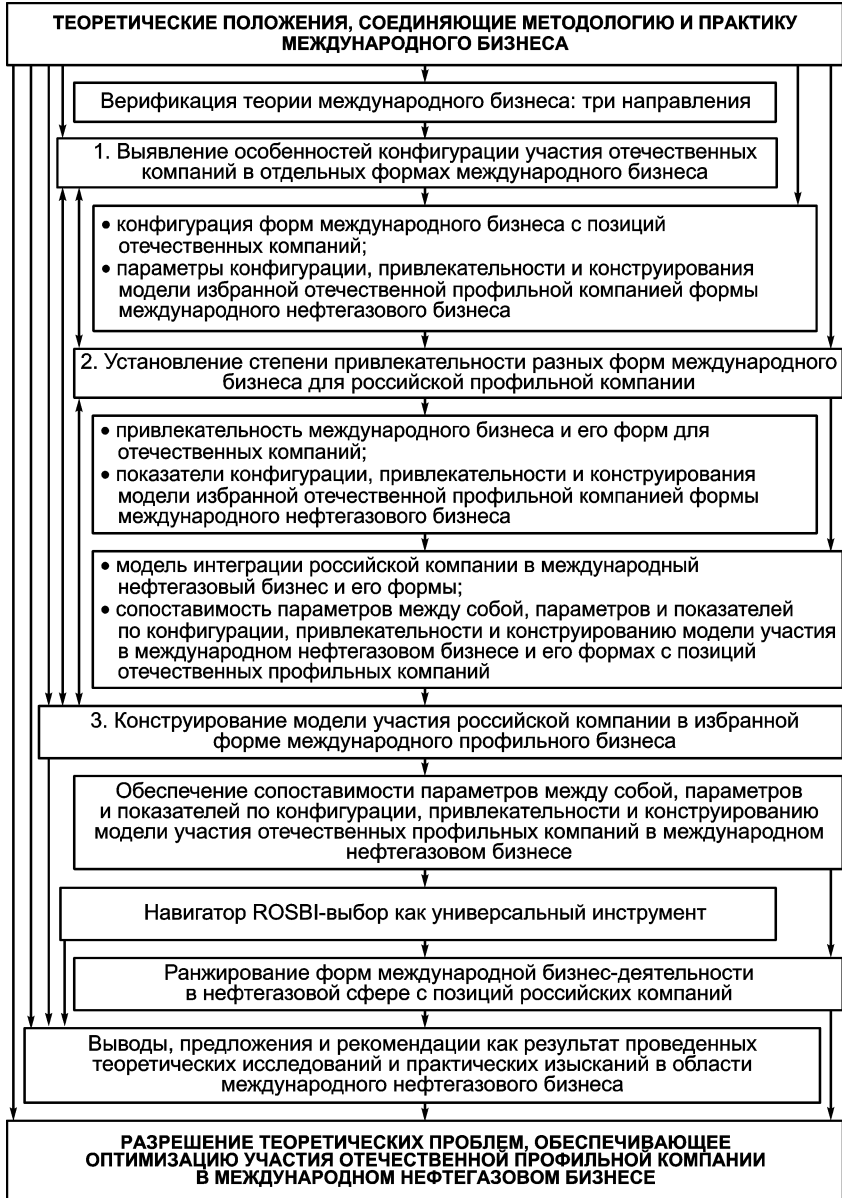 ТЕОРЕТИЧЕСКИЕ ПОЛОЖЕНИЯ, СОЕДИНЯЮЩИЕ МЕТОДОЛОГИЮ И ПРАКТИКУ
МЕЖДУНАРОДНОГО БИЗНЕСА
Верификация теории международного бизнеса: три направления
1. Выявление особенностей конфигурации участия отечественных
компаний в отдельных формах международного бизнеса
• конфигурация форм международного бизнеса с позиций
отечественных компаний;
• параметры конфигурации, привлекательности и конструирования
модели избранной отечественной профильной компанией формы
международного нефтегазового бизнеса
2. Установление степени привлекательности разных форм международного
бизнеса для российской профильной компании
• привлекательность международного бизнеса и его форм для
отечественных компаний;
• показатели конфигурации, привлекательности и конструирования
модели избранной отечественной профильной компанией формы
международного нефтегазового бизнеса
• модель интеграции российской компании в международный
нефтегазовый бизнес и его формы;
• сопоставимость параметров между собой, параметров и показателей
по конфигурации, привлекательности и конструированию модели участия
в международном нефтегазовом бизнесе и его формах с позиций
отечественных профильных компаний
3. Конструирование модели участия российской компании в избранной
форме международного профильного бизнеса
Обеспечение сопоставимости параметров между собой, параметров
и показателей по конфигурации, привлекательности и конструированию
модели участия отечественных профильных компаний в международном
нефтегазовом бизнесе
Навигатор ROSBI-выбор как универсальный инструмент
Ранжирование форм международной бизнес-деятельности
в нефтегазовой сфере с позиций российских компаний
Выводы, предложения и рекомендации как результат проведенных
теоретических исследований и практических изысканий в области
международного нефтегазового бизнеса
РАЗРЕШЕНИЕ ТЕОРЕТИЧЕСКИХ ПРОБЛЕМ, ОБЕСПЕЧИВАЮЩЕЕ
ОПТИМИЗАЦИЮ УЧАСТИЯ ОТЕЧЕСТВЕННОЙ ПРОФИЛЬНОЙ КОМПАНИИ
В МЕЖДУНАРОДНОМ НЕФТЕГАЗОВОМ БИЗНЕСЕ